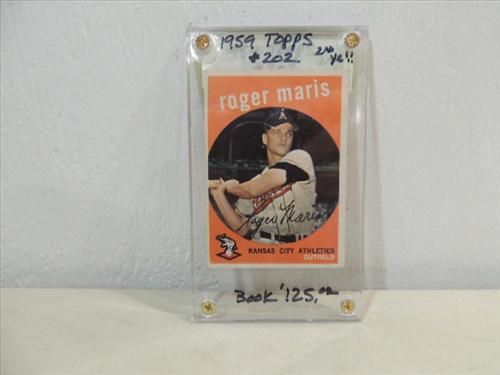 1959 TOPPS
#202 2nd
yr!!
roger maris
A
Roger Maris
KANSAS CITY ATHLETICS
OUTFIELD
Book $125.00